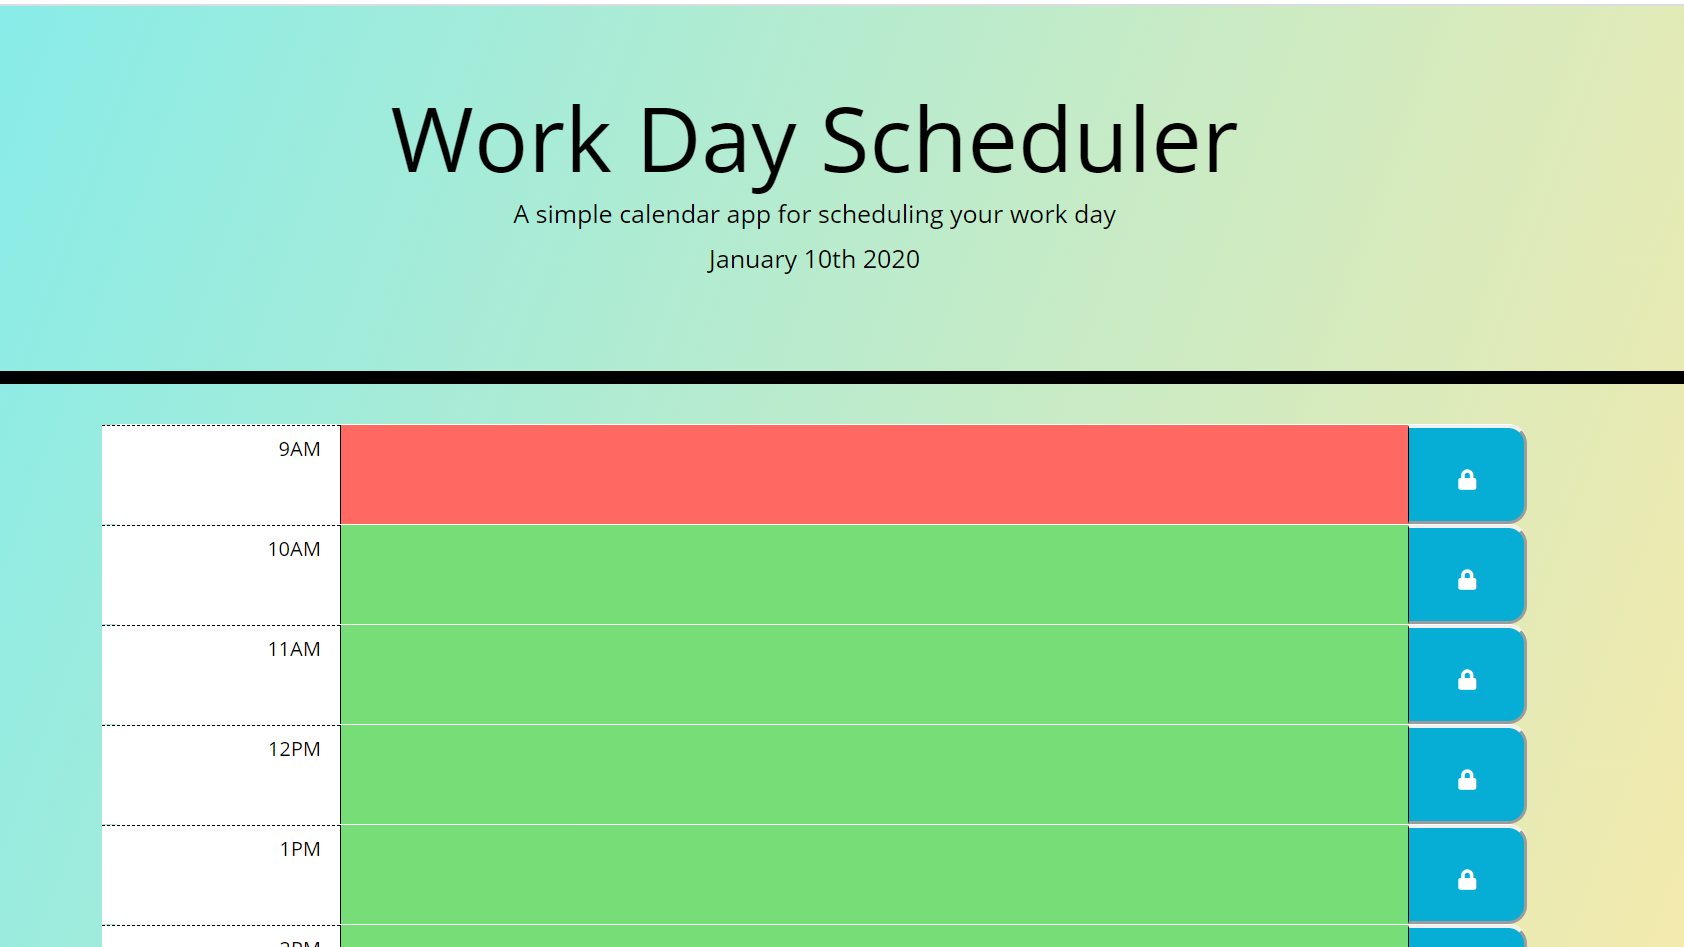 Work Day Scheduler
A simple calendar app for scheduling your work day
January 10th 2020
9AM
10AM
11AM
12PM
1PM
2PM